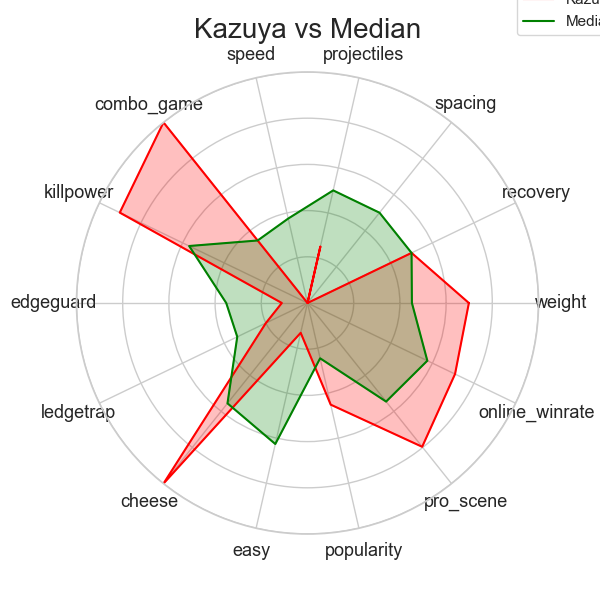 Kazuya vs Median
speed
projectiles
combo_game
spacing
killpower
recovery
edgeguard
weight
ledgetrap
online_winrate
cheese
pro_scene
easy
popularity